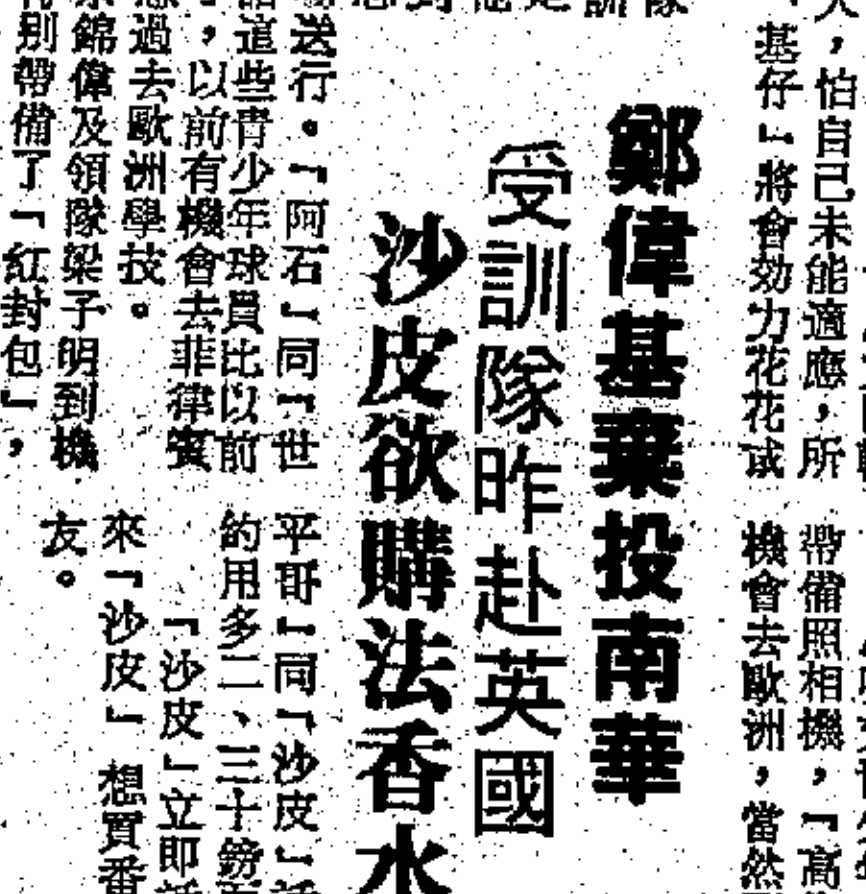 人，怕自己未能適應，所
基仔」將會効力花花或
帶備照相機，「高
機會去歐洲，當然
鄭偉基棄投南華
受訓隊昨赴英國
沙皮欲購法香水
送行。「阿石」同「世
這些青少年球員比以前
，以前有機會去菲律賓
過去歐洲學技。
錦偉及領隊梁子明到機
別帶備了「紅封包」，
平哥」同「沙皮」
的用多二、三十鎊
「沙皮」立即
來「沙皮」想買番
友。